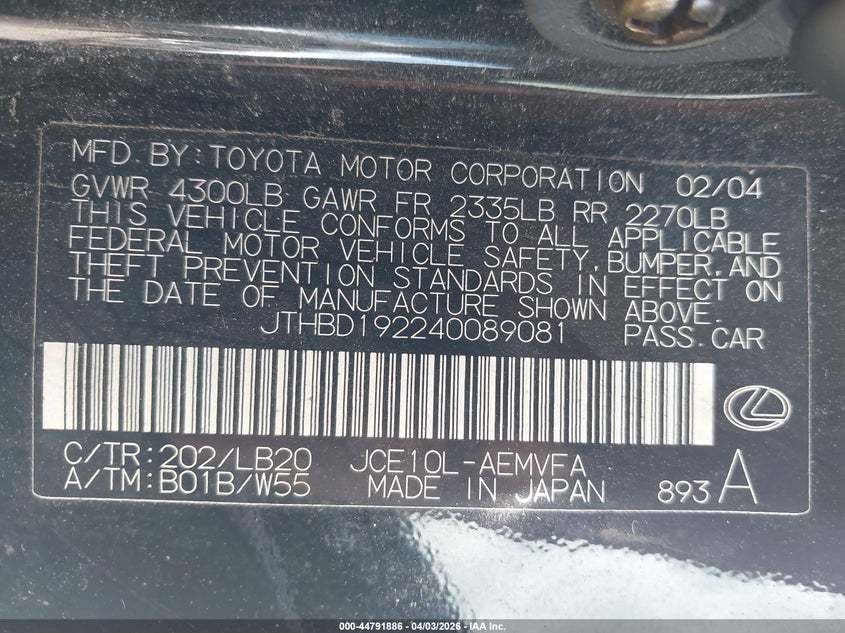 MFD. BY: TOYOTA MOTOR CORPORATION 02/04
GVWR 4300LB GAWR FR 2335LB RR 2270LB
THIS VEHICLE CONFORMS TO ALL APPLICABLE
FEDERAL MOTOR VEHICLE SAFETY, BUMPER, AND
THEFT PREVENTION STANDARDS IN EFFECT ON
THE DATE OF MANUFACTURE SHOWN ABOVE.
JTHBD192240089081 PASS.CAR
C/TR:202/LB20 JCE10L-AEMVFA
A/TM:B01B/W55 MADE IN JAPAN 893 A
000-44791886 - 04/03/2026 - IAA Inc.